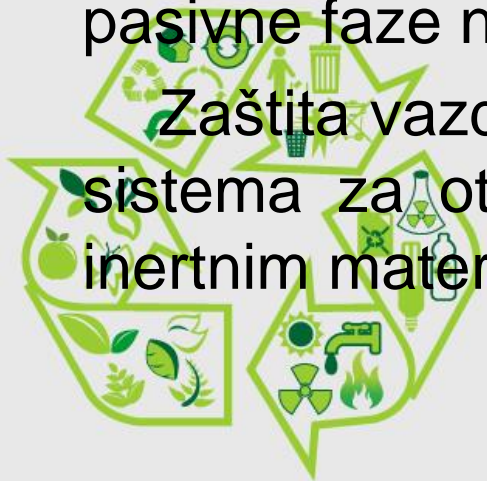 pasivne faze n
Zaštita vazd
sistema za ot
inertnim mater